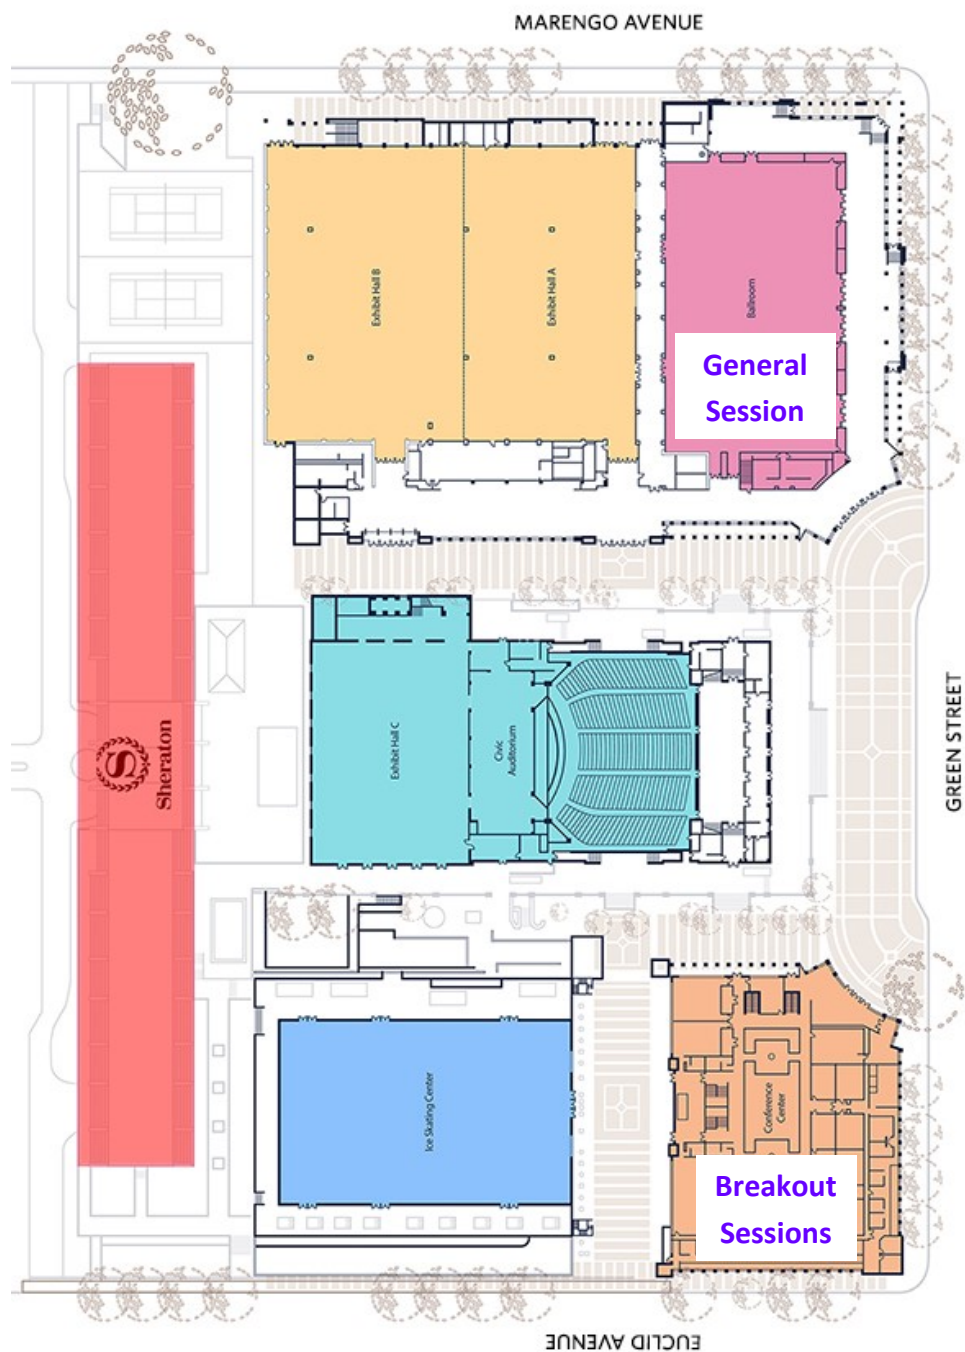 MARENGO AVENUE
Exhibit Hall B
Exhibit Hall A
Ballroom
General
Session
GREEN STREET
Sheraton
S
Exhibit Hall C
Civic
Auditorium
Ice Skating Center
Conference
Center
Breakout
Sessions
EUCLID AVENUE